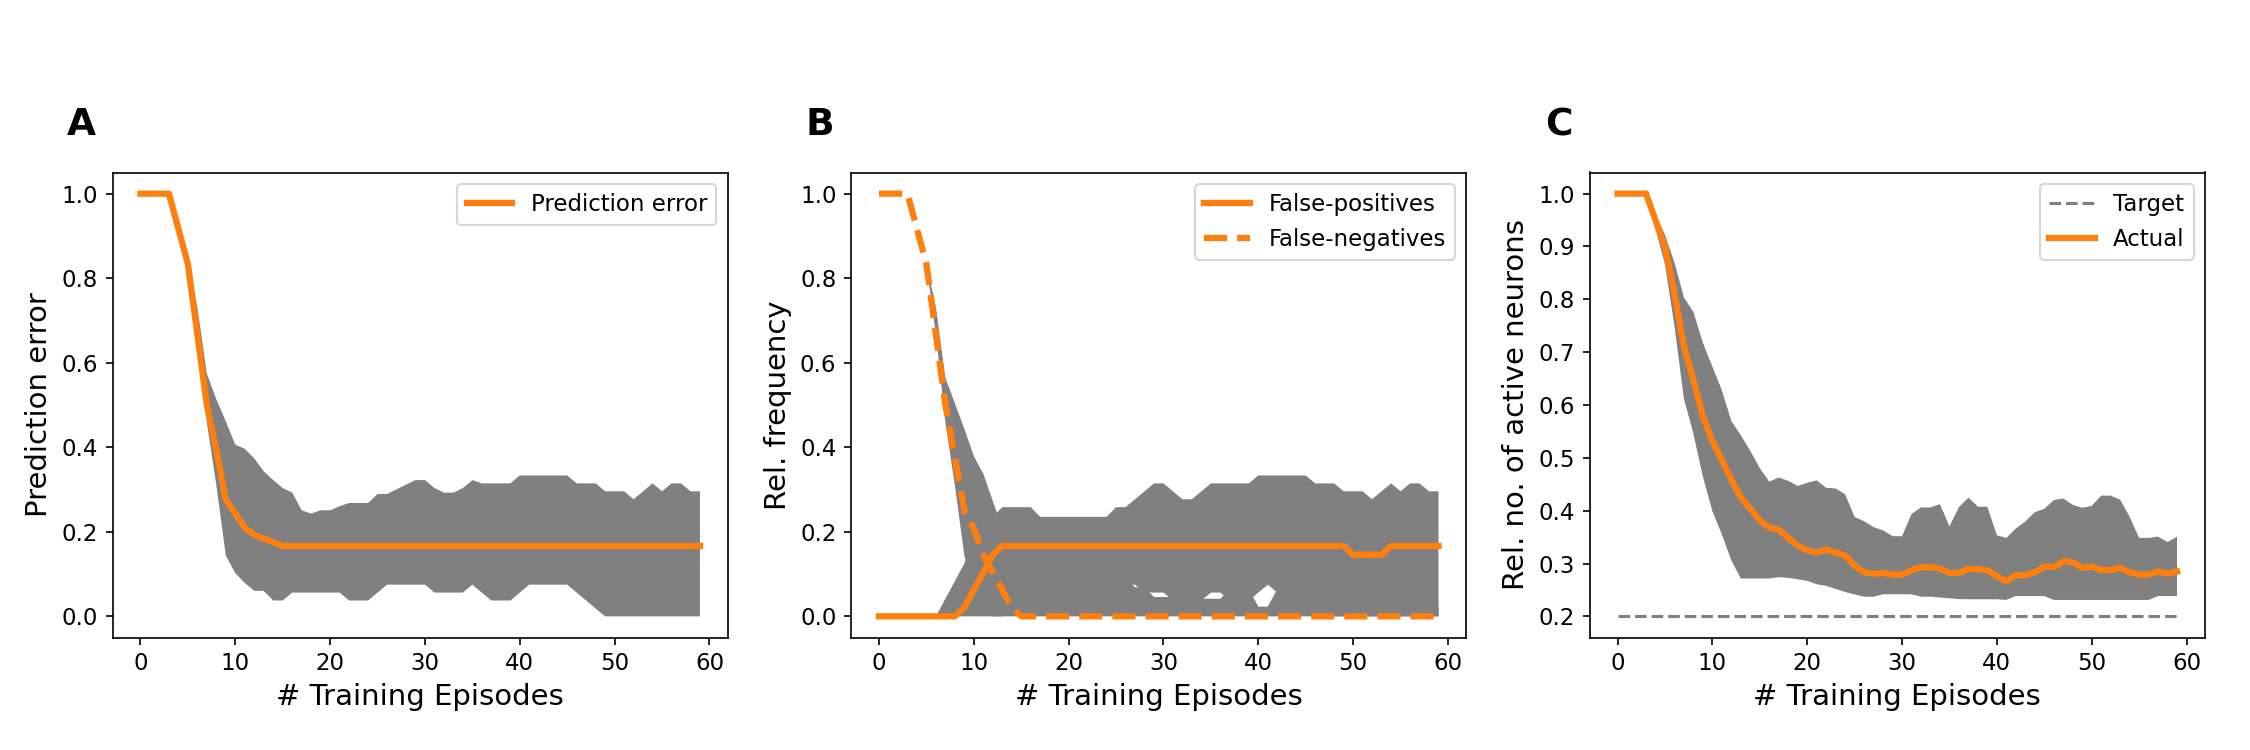 A
Prediction error
1.0
0.8
0.6
0.4
0.2
0.0
Prediction error
0 10 20 30 40 50 60
# Training Episodes
B
Rel. frequency
1.0
0.8
0.6
0.4
0.2
0.0
False-positives
False-negatives
0 10 20 30 40 50 60
# Training Episodes
C
Rel. no. of active neurons
1.0
0.9
0.8
0.7
0.6
0.5
0.4
0.3
0.2
Target
Actual
0 10 20 30 40 50 60
# Training Episodes